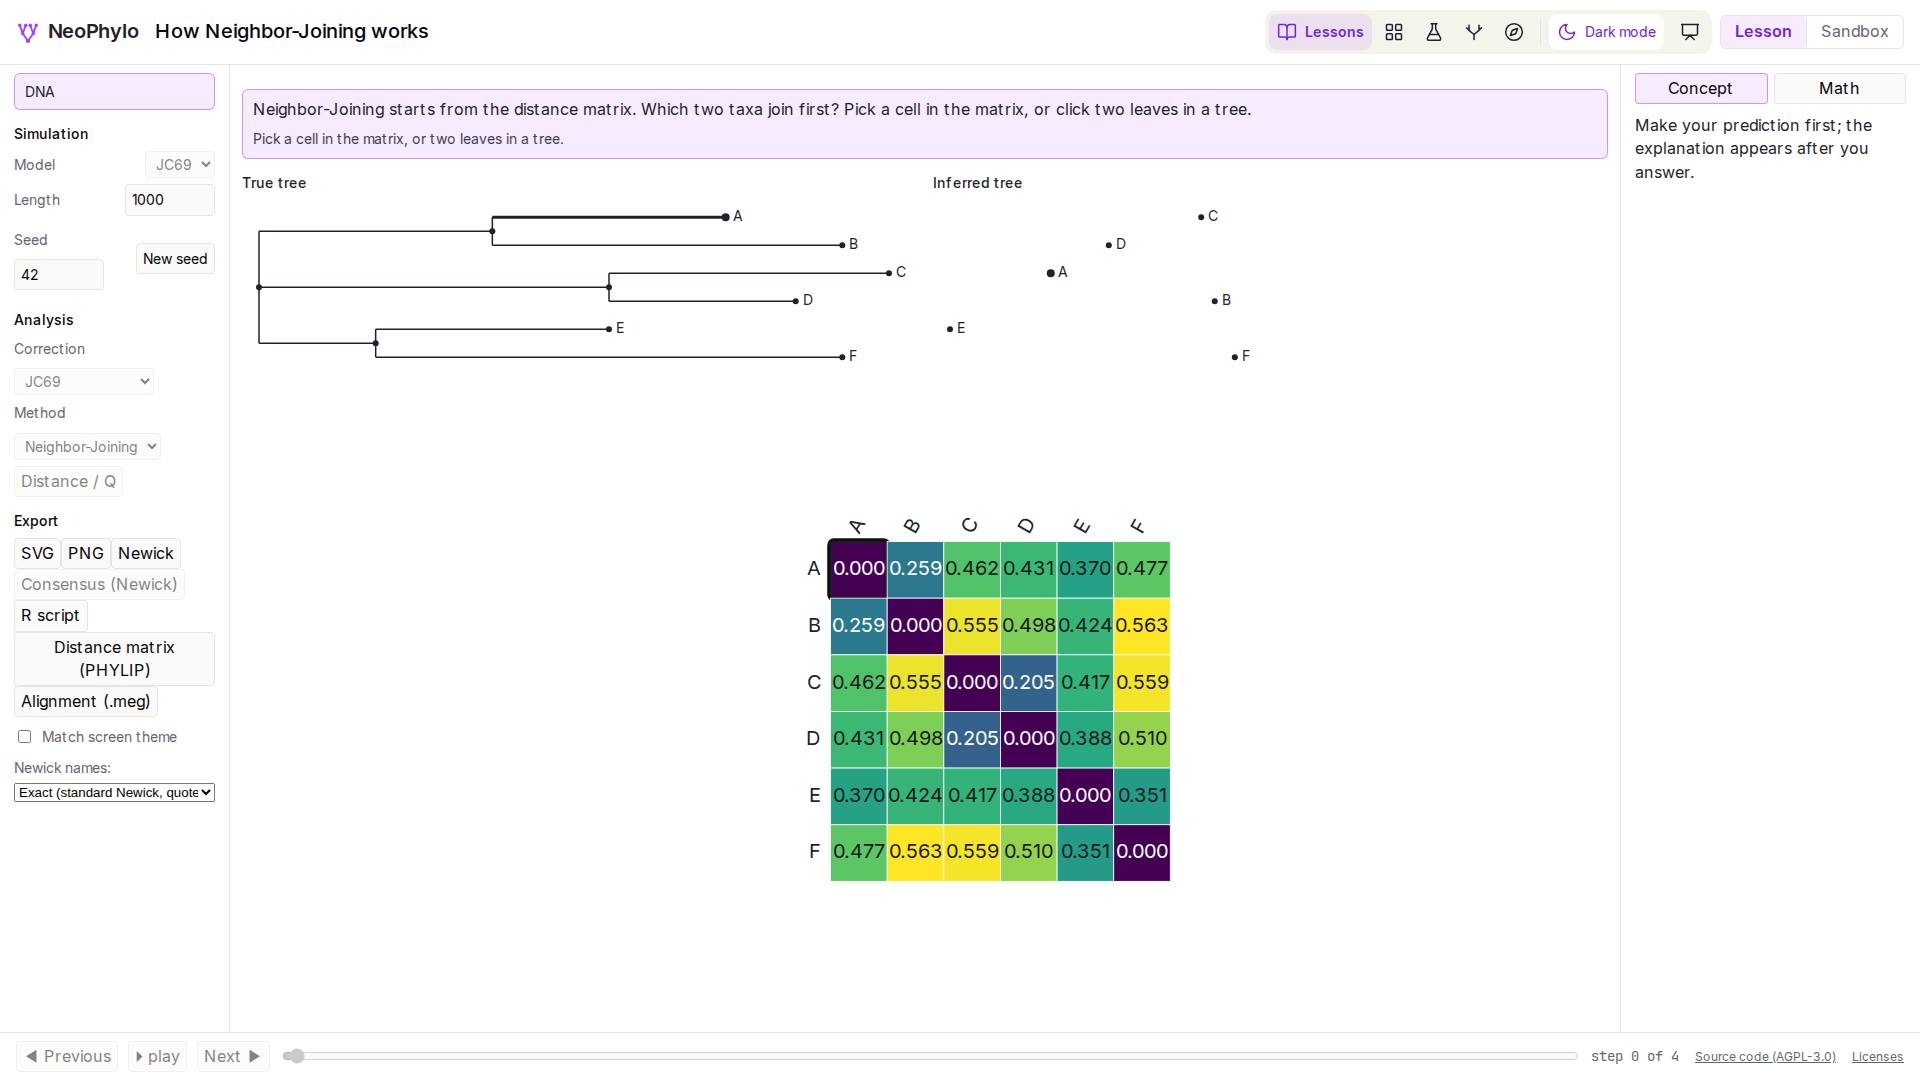 NeoPhylo How Neighbor-Joining works
Lessons
Dark mode
Lesson
Sandbox
DNA
Simulation
Model JC69
Length 1000
Seed
42
New seed
Analysis
Correction
JC69
Method
Neighbor-Joining
Distance / Q
Export
SVG PNG Newick
Consensus (Newick)
R script
Distance matrix
(PHYLIP)
Alignment (.meg)
Match screen theme
Newick names:
Exact (standard Newick, quote
Neighbor-Joining starts from the distance matrix. Which two taxa join first? Pick a cell in the matrix, or click two leaves in a tree.
Pick a cell in the matrix, or two leaves in a tree.
True tree
A
B
C
D
E
F
Inferred tree
C
D
A
B
E
F
A B C D E F
A 0.000 0.259 0.462 0.431 0.370 0.477
B 0.259 0.000 0.555 0.498 0.424 0.563
C 0.462 0.555 0.000 0.205 0.417 0.559
D 0.431 0.498 0.205 0.000 0.388 0.510
E 0.370 0.424 0.417 0.388 0.000 0.351
F 0.477 0.563 0.559 0.510 0.351 0.000
Concept
Math
Make your prediction first; the
explanation appears after you
answer.
Previous
play
Next
step 0 of 4
Source code (AGPL-3.0)
Licenses